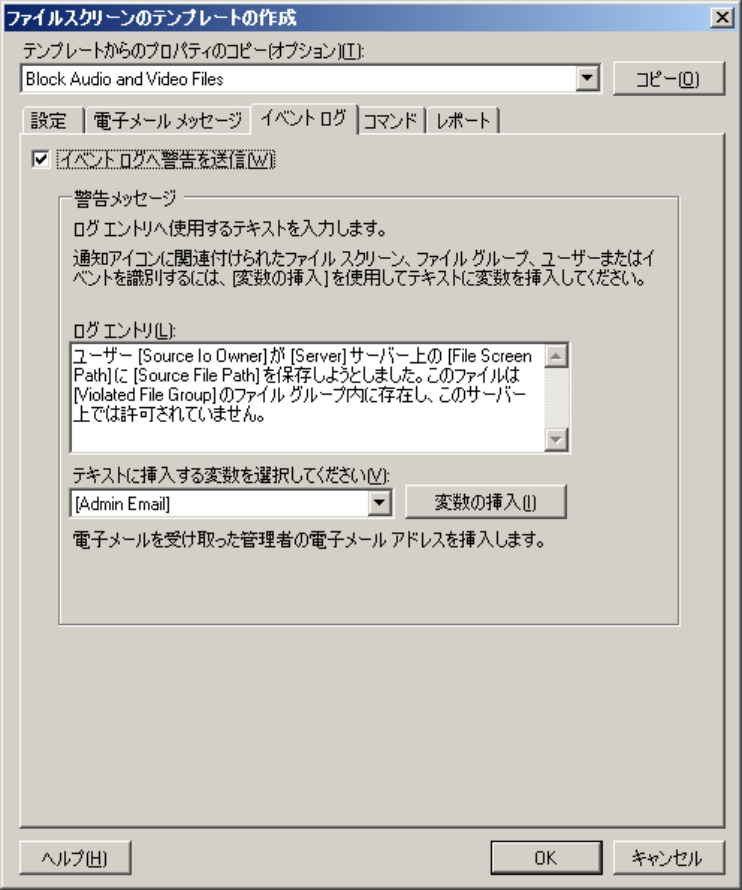 ファイルスクリーンのテンプレートの作成
テンプレートからのプロパティのコピー(オプション)(T):
Block Audio and Video Files
コピー(O)
設定 電子メール メッセージ イベント ログ コマンド レポート
イベント ログへ警告を送信(W)
警告メッセージ
ログ エントリへ使用するテキストを入力します。
通知アイコンに関連付けられたファイル スクリーン、ファイル グループ、ユーザーまたはイ
ベントを識別するには、[変数の挿入] を使用してテキストに変数を挿入してください。
ログ エントリ(L):
ユーザー [Source Io Owner] が [Server] サーバー上の [File Screen
Path] に [Source File Path] を保存しようとしました。このファイルは
[Violated File Group] のファイル グループ内に存在し、このサーバー
上では許可されていません。
テキストに挿入する変数を選択してください(V):
[Admin Email]
変数の挿入(I)
電子メールを受け取った管理者の電子メール アドレスを挿入します。
ヘルプ(H)
OK
キャンセル